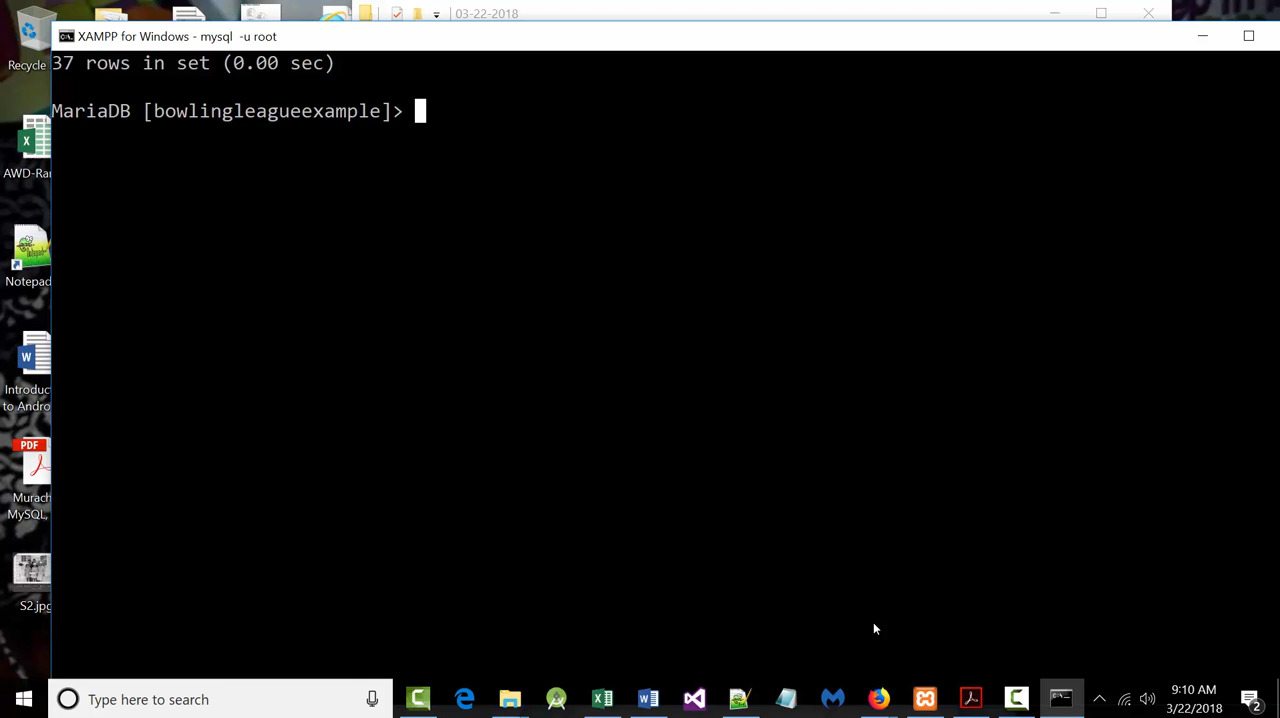 03-22-2018
XAMPP for Windows - mysql  -u root
Recycle
37 rows in set (0.00 sec)
MariaDB [bowlingleagueexample]>
AWD-Ran
Notepad
Introduc
to Andro
PDF
Murach
MySQL,
S2.jpg
Type here to search
9:10 AM
3/22/2018
2